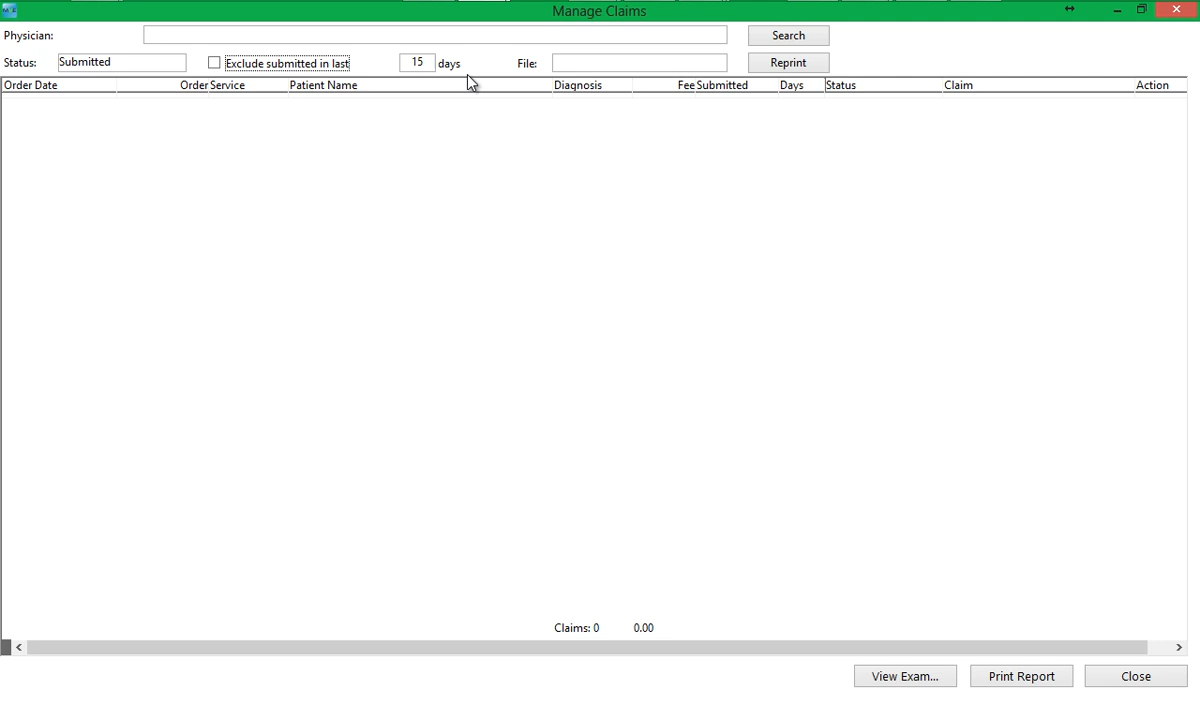 Manage Claims
Physician: Search
Status: Submitted Exclude submitted in last 15 days File: Reprint
Order Date Order Service Patient Name Diagnosis Fee Submitted Days Status Claim Action
Claims: 0 0.00
View Exam... Print Report Close